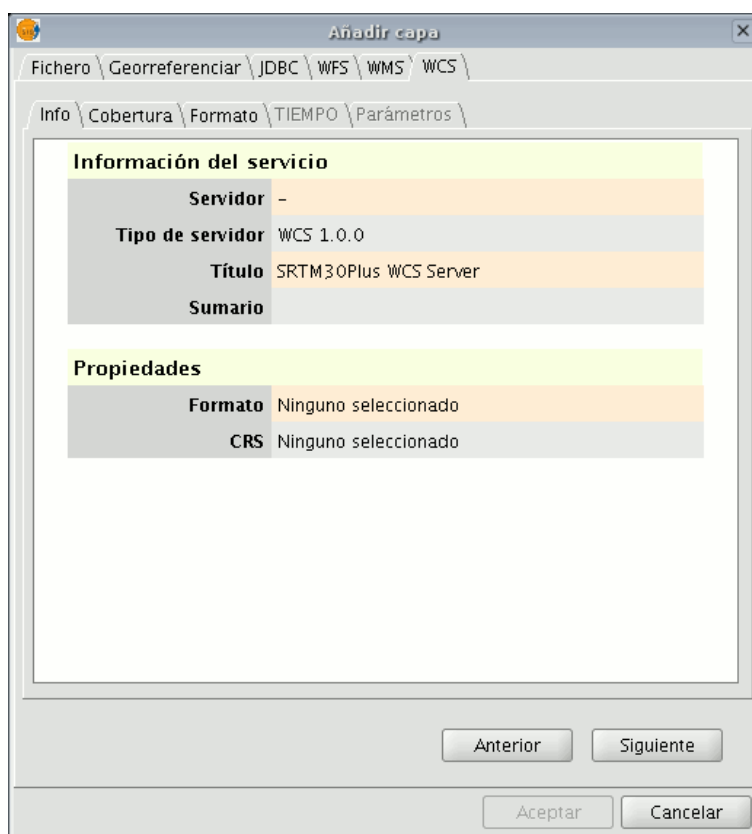 Añadir capa
Fichero Georreferenciar JDBC WFS WMS WCS
Info Cobertura Formato TIEMPO Parámetros
Información del servicio
Servidor -
Tipo de servidor WCS 1.0.0
Título SRTM30Plus WCS Server
Sumario
Propiedades
Formato Ninguno seleccionado
CRS Ninguno seleccionado
Anterior Siguiente
Aceptar Cancelar